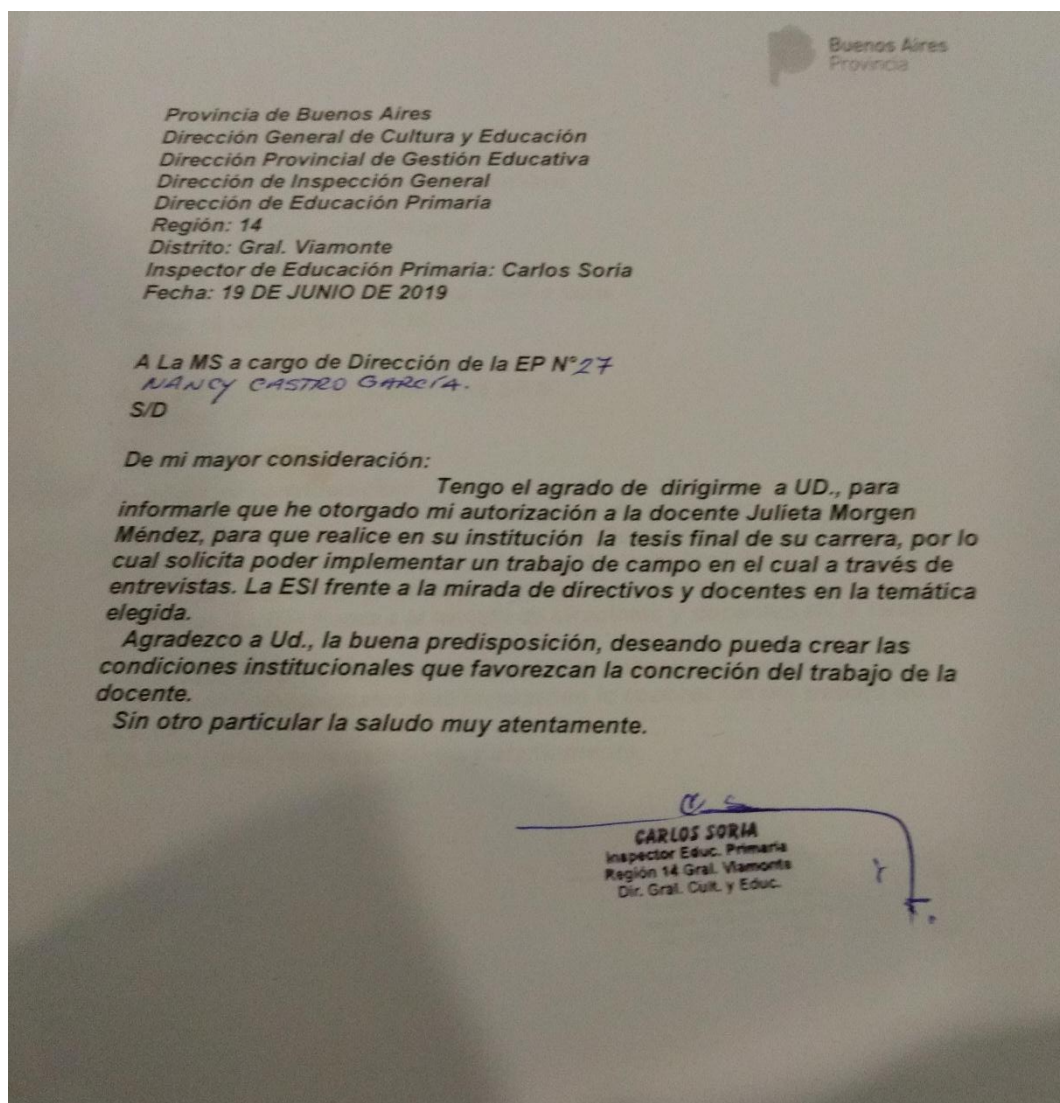 Buenos Aires
Provincia
Provincia de Buenos Aires
Dirección General de Cultura y Educación
Dirección Provincial de Gestión Educativa
Dirección de Inspección General
Dirección de Educación Primaria
Región: 14
Distrito: Gral. Viamonte
Inspector de Educación Primaria: Carlos Soria
Fecha: 19 DE JUNIO DE 2019
A La MS a cargo de Dirección de la EP N°27
NANCY CASTRO GARCÍA.
S/D
De mi mayor consideración:
Tengo el agrado de dirigirme a UD., para
informarle que he otorgado mi autorización a la docente Julieta Morgen
Méndez, para que realice en su institución la tesis final de su carrera, por lo
cual solicita poder implementar un trabajo de campo en el cual a través de
entrevistas. La ESI frente a la mirada de directivos y docentes en la temática
elegida.
Agradezco a Ud., la buena predisposición, deseando pueda crear las
condiciones institucionales que favorezcan la concreción del trabajo de la
docente.
Sin otro particular la saludo muy atentamente.
CARLOS SORIA
Inspector Educ. Primaria
Región 14 Gral. Viamonte
Dir. Gral. Cult. y Educ.